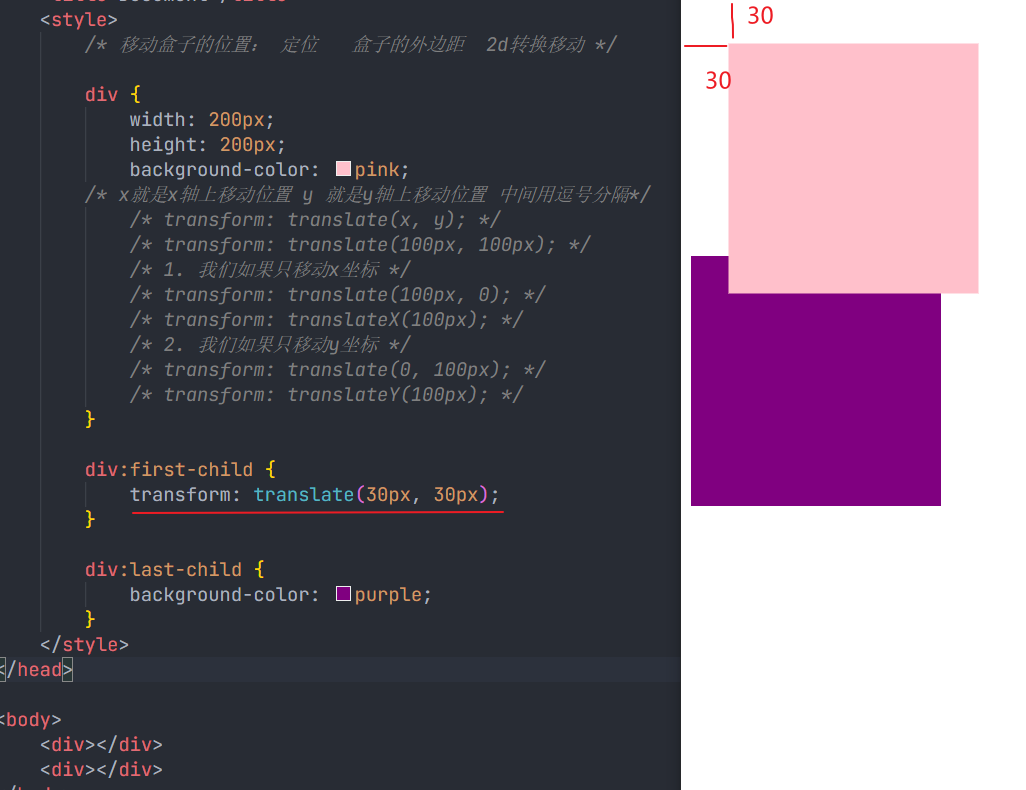 <style>
/* 移动盒子的位置： 定位 盒子的外边距 2d转换移动 */
div {
width: 200px;
height: 200px;
background-color: pink;
/* x就是x轴上移动位置 y 就是y轴上移动位置 中间用逗号分隔*/
/* transform: translate(x, y); */
/* transform: translate(100px, 100px); */
/* 1. 我们如果只移动x坐标 */
/* transform: translate(100px, 0); */
/* transform: translateX(100px); */
/* 2. 我们如果只移动y坐标 */
/* transform: translate(0, 100px); */
/* transform: translateY(100px); */
}
div:first-child {
transform: translate(30px, 30px);
}
div:last-child {
background-color: purple;
}
</style>
</head>
<body>
<div></div>
<div></div>
30
30